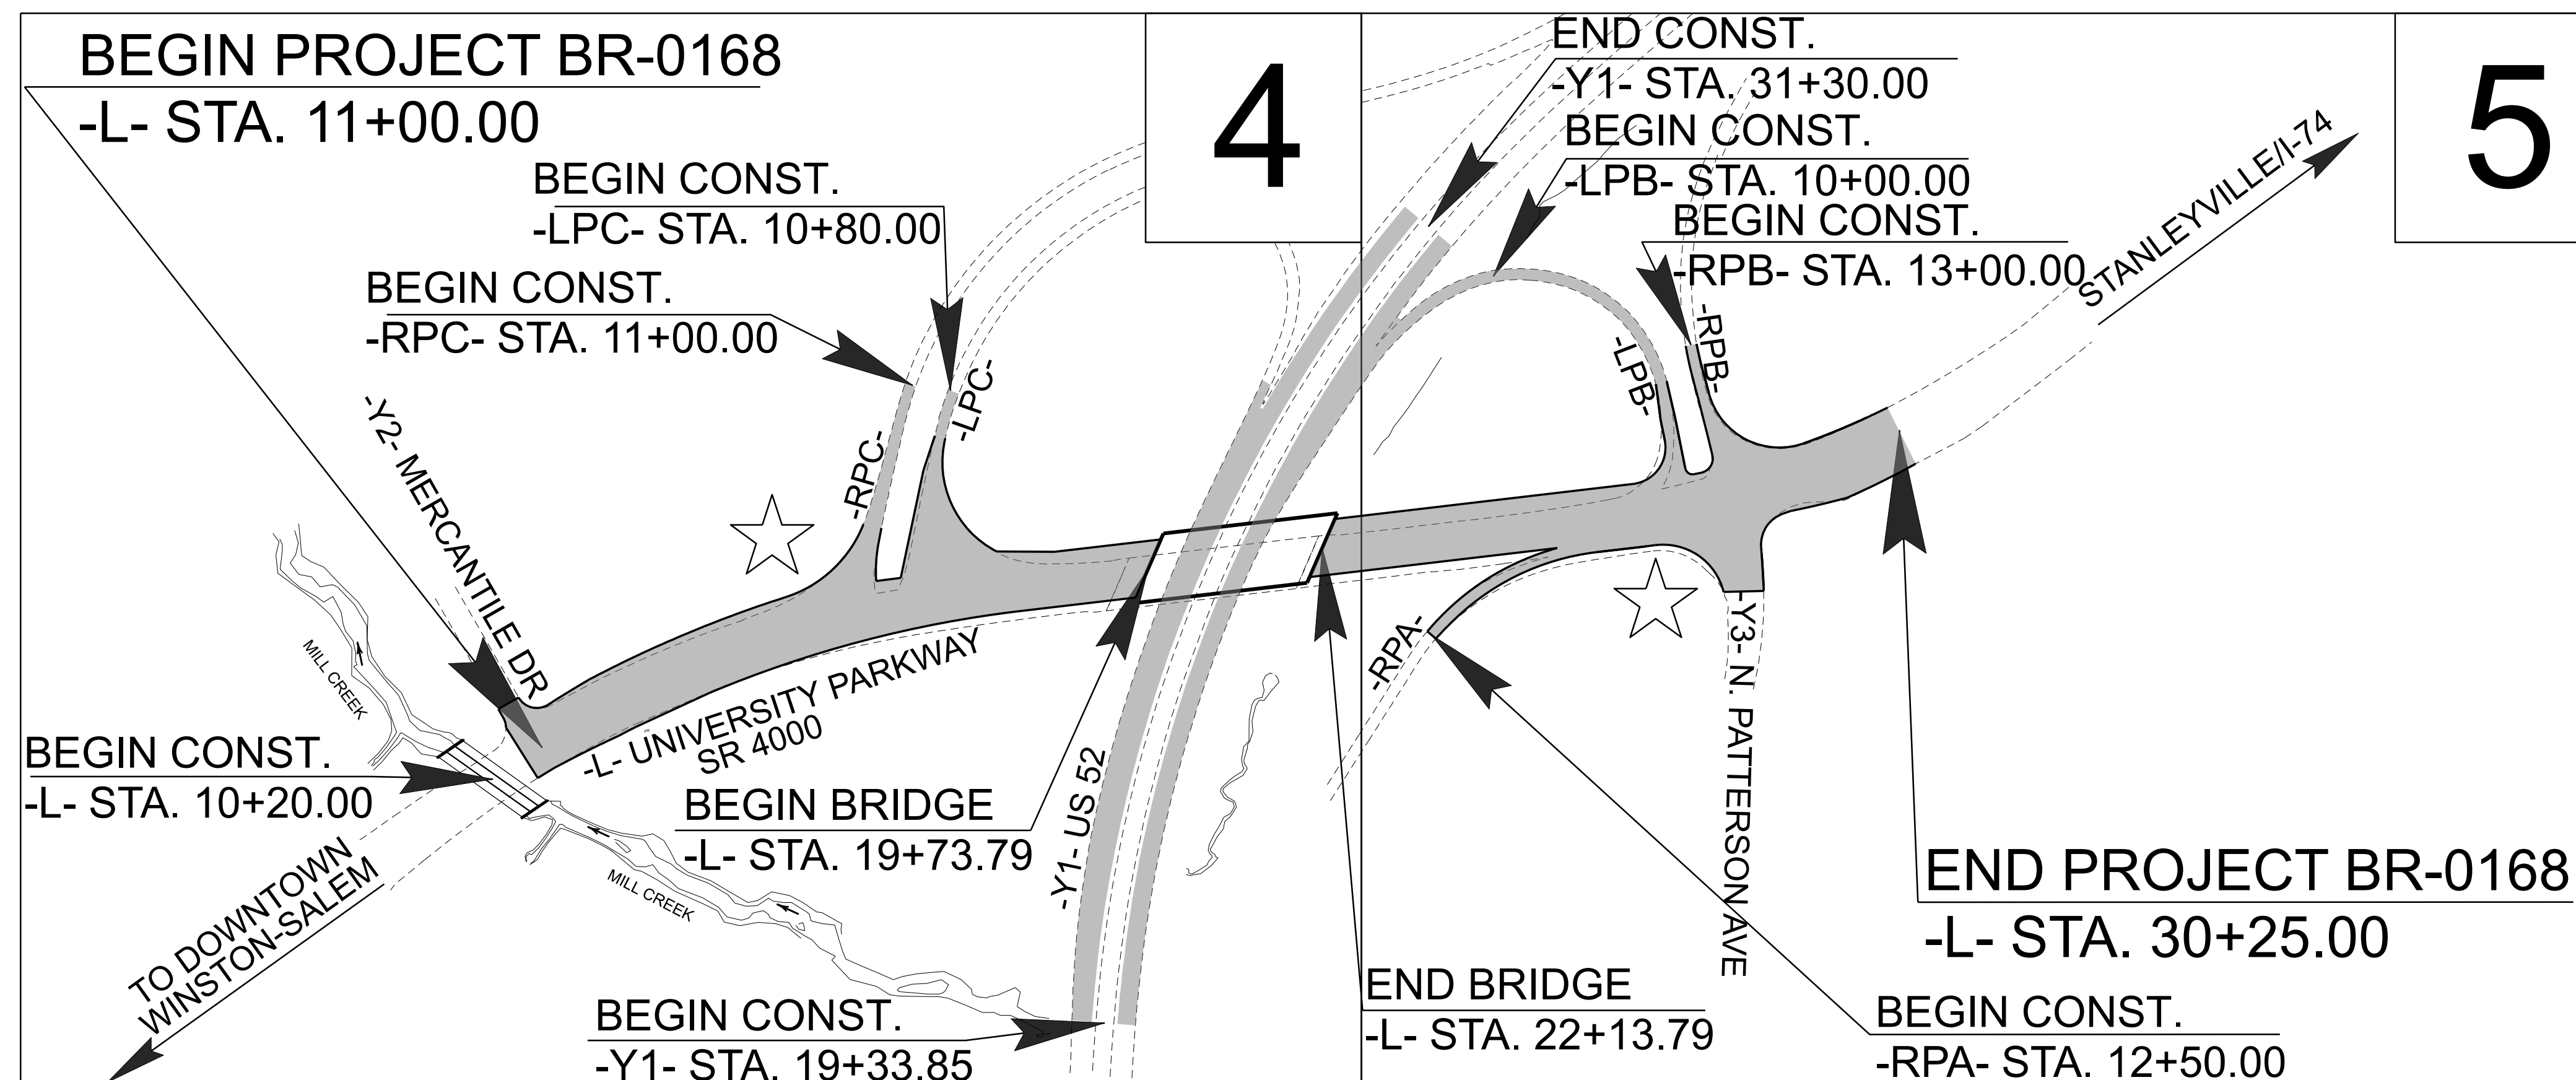 BEGIN PROJECT BR-0168
-L- STA. 11+00.00
4
END CONST.
-Y1- STA. 31+30.00
5
BEGIN CONST.
-LPB- STA. 10+00.00
BEGIN CONST.
-LPC- STA. 10+80.00
BEGIN CONST.
-RPB- STA. 13+00.00
STANLEYVILLE/I-74
BEGIN CONST.
-RPC- STA. 11+00.00
-RPC-
-LPC-
-LPB-
-RPB-
-Y2- MERCANTILE DR
MILL CREEK
-L- UNIVERSITY PARKWAY
SR 4000
-RPA-
-Y3- N. PATTERSON AVE
BEGIN CONST.
-L- STA. 10+20.00
BEGIN BRIDGE
-L- STA. 19+73.79
-Y1- US 52
MILL CREEK
TO DOWNTOWN
WINSTON-SALEM
END PROJECT BR-0168
-L- STA. 30+25.00
END BRIDGE
-L- STA. 22+13.79
BEGIN CONST.
-Y1- STA. 19+33.85
BEGIN CONST.
-RPA- STA. 12+50.00